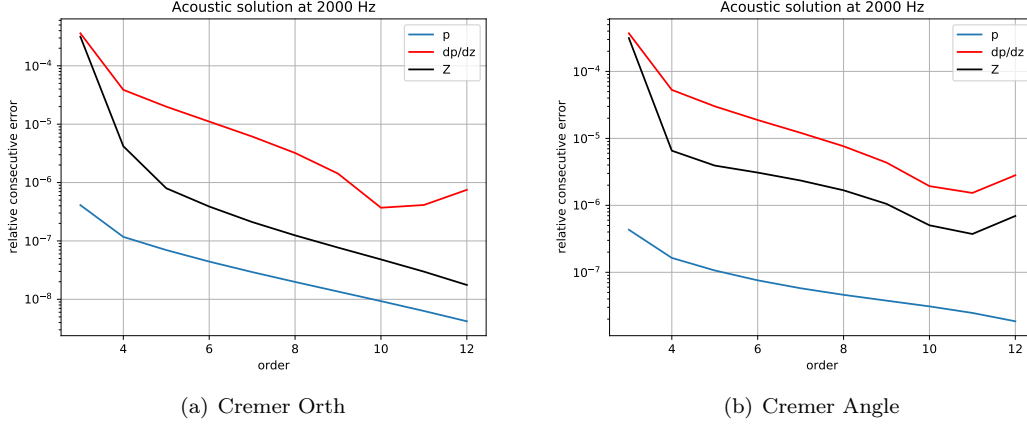 Acoustic solution at 2000 Hz
p
dp/dz
Z
10⁻⁴
10⁻⁵
10⁻⁶
10⁻⁷
10⁻⁸
relative consecutive error
4 6 8 10 12
order
(a) Cremer Orth
Acoustic solution at 2000 Hz
p
dp/dz
Z
10⁻⁴
10⁻⁵
10⁻⁶
10⁻⁷
relative consecutive error
4 6 8 10 12
order
(b) Cremer Angle